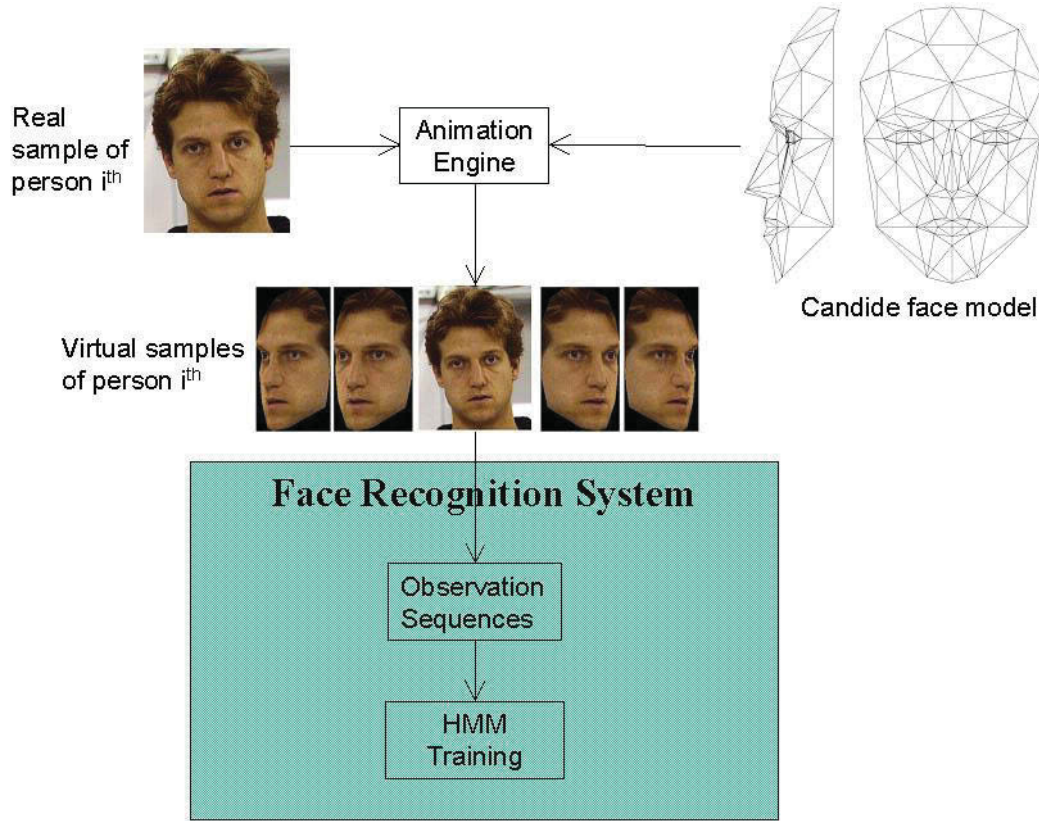 Real
sample of
person iᵗʰ
Animation
Engine
Candide face model
Virtual samples
of person iᵗʰ
Face Recognition System
Observation
Sequences
HMM
Training